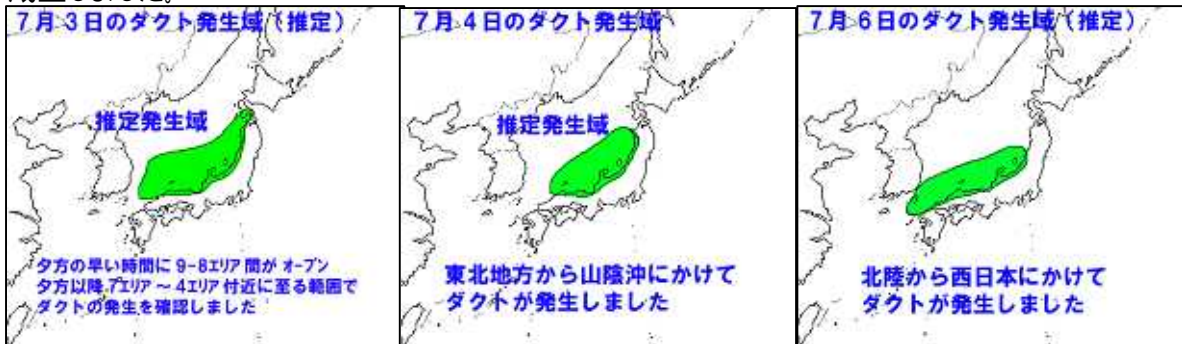 7月3日のダクト発生域(推定)
推定発生域
夕方の早い時間に 9-8エリア 間が オープン
夕方以降 7エリア ~ 4エリア 付近に至る範囲で
ダクトの発生を確認しました
7月4日のダクト発生域
推定発生域
東北地方から山陰沖にかけて
ダクトが発生しました
7月6日のダクト発生域(推定)
北陸から西日本にかけて
ダクトが発生しました